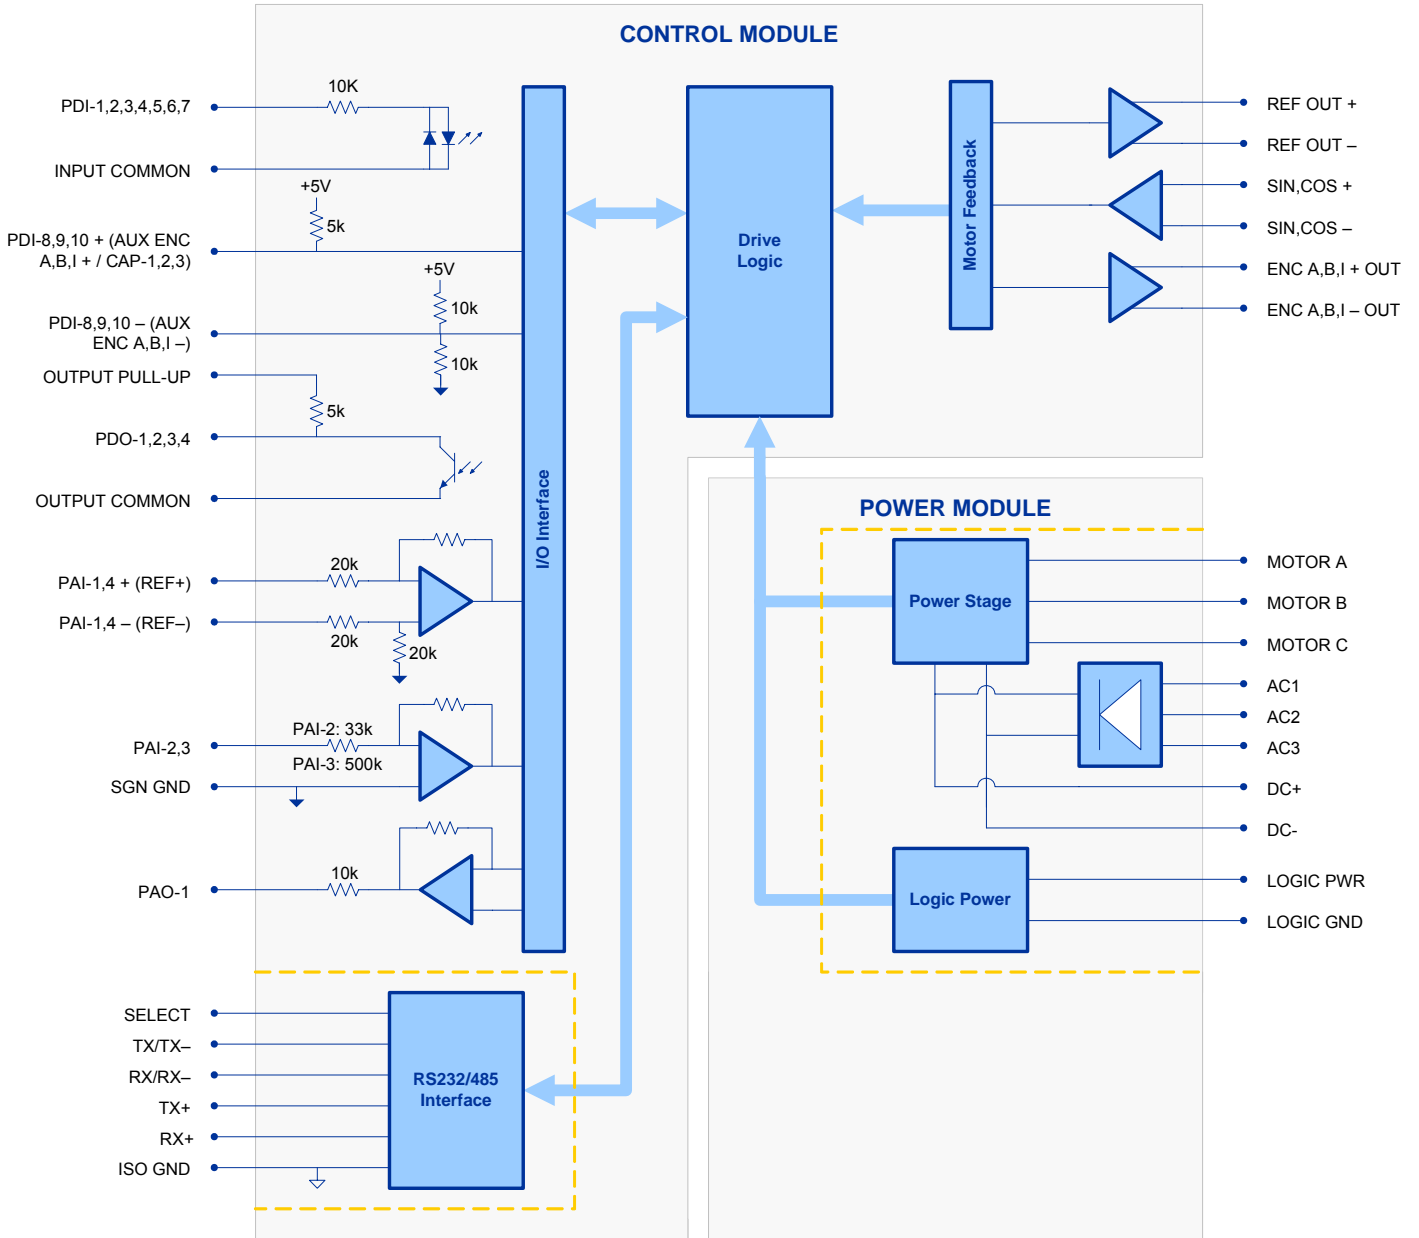 CONTROL MODULE
PDI-1,2,3,4,5,6,7
10K
INPUT COMMON
+5V
5k
PDI-8,9,10 + (AUX ENC
A,B,I + / CAP-1,2,3)
+5V
10k
PDI-8,9,10 – (AUX
ENC A,B,I –)
10k
OUTPUT PULL-UP
5k
PDO-1,2,3,4
OUTPUT COMMON
20k
PAI-1,4 + (REF+)
PAI-1,4 – (REF–)
20k
20k
PAI-2: 33k
PAI-2,3
PAI-3: 500k
SGN GND
10k
PAO-1
I/O Interface
SELECT
TX/TX–
RX/RX–
TX+
RX+
ISO GND
RS232/485
Interface
Drive
Logic
Motor Feedback
REF OUT +
REF OUT –
SIN,COS +
SIN,COS –
ENC A,B,I + OUT
ENC A,B,I – OUT
POWER MODULE
Power Stage
MOTOR A
MOTOR B
MOTOR C
AC1
AC2
AC3
DC+
DC-
Logic Power
LOGIC PWR
LOGIC GND